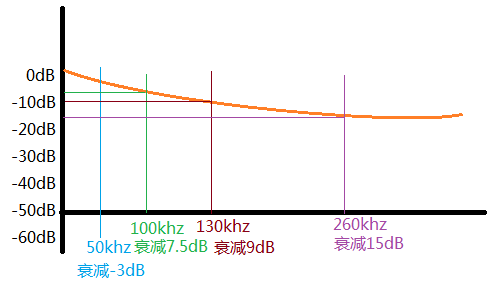 0dB
-10dB
-20dB
-30dB
-40dB
-50dB
-60dB
50khz
衰减-3dB
100khz
衰减7.5dB
130khz
衰减9dB
260khz
衰减15dB